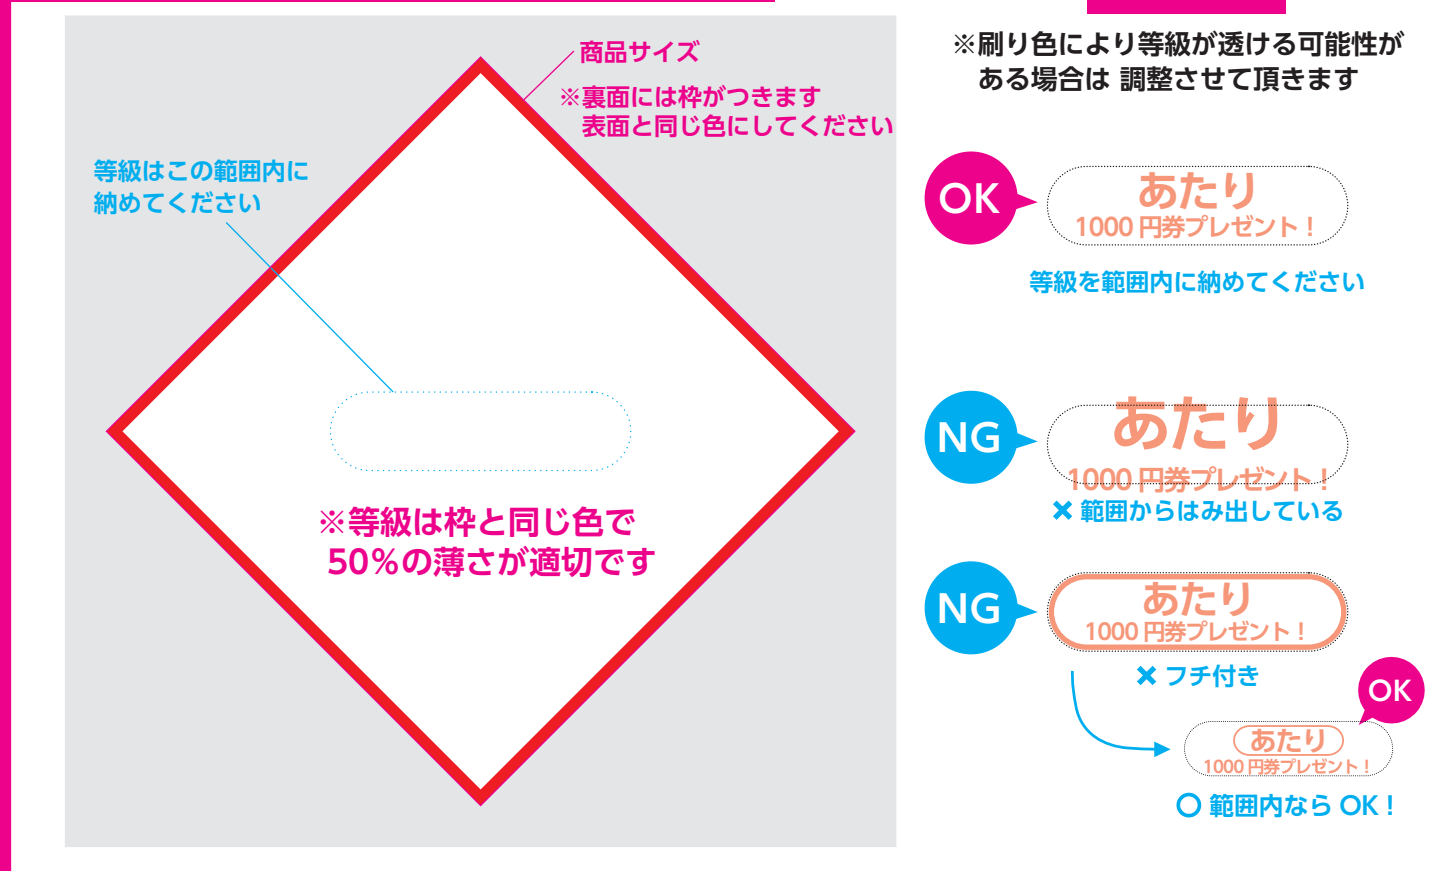 商品サイズ
※裏面には枠がつきます
表面と同じ色にしてください
等級はこの範囲内に
納めてください
※等級は枠と同じ色で
50%の薄さが適切です
※刷り色により等級が透ける可能性が
ある場合は 調整させて頂きます
OK
あたり
1000円券プレゼント！
等級を範囲内に納めてください
NG
あたり
1000円券プレゼント！
✖ 範囲からはみ出している
NG
あたり
1000円券プレゼント！
✖ フチ付き
OK
あたり
1000円券プレゼント！
〇 範囲内なら OK！